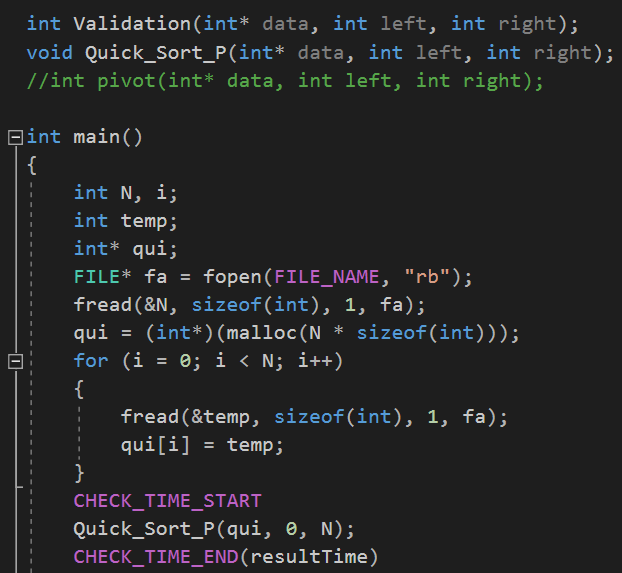 int Validation(int* data, int left, int right);
void Quick_Sort_P(int* data, int left, int right);
//int pivot(int* data, int left, int right);
int main()
{
int N, i;
int temp;
int* qui;
FILE* fa = fopen(FILE_NAME, "rb");
fread(&N, sizeof(int), 1, fa);
qui = (int*)(malloc(N * sizeof(int)));
for (i = 0; i < N; i++)
{
fread(&temp, sizeof(int), 1, fa);
qui[i] = temp;
}
CHECK_TIME_START
Quick_Sort_P(qui, 0, N);
CHECK_TIME_END(resultTime)